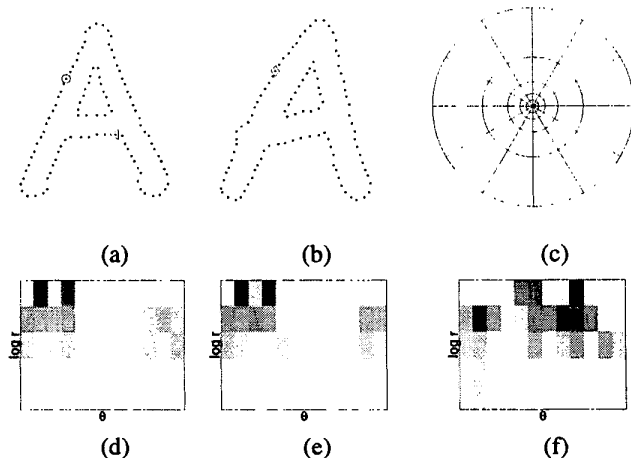 (a) (b) (c)
log r log r log r
θ θ θ
(d) (e) (f)